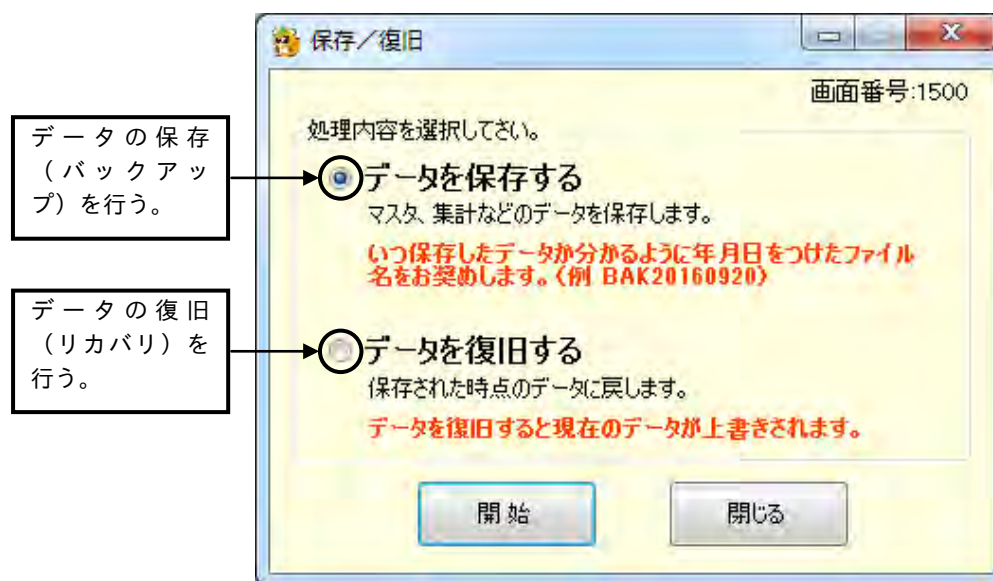 保存／復旧
画面番号:1500
処理内容を選択してさい。
データの保存
（バックアッ
プ）を行う。
データを保存する
マスタ、集計などのデータを保存します。
いつ保存したデータか分かるように年月日をつけたファイル
名をお奨めします。（例 BAK20160920）
データの復旧
（リカバリ）を
行う。
データを復旧する
保存された時点のデータに戻します。
データを復旧すると現在のデータが上書きされます。
開始
閉じる